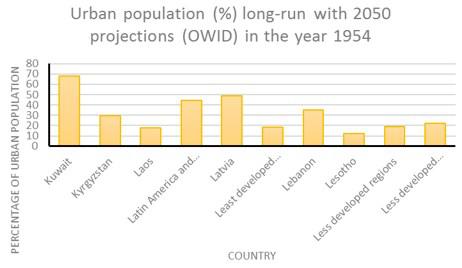 Urban population (%) long-run with 2050
projections (OWID) in the year 1954
PERCENTAGE OF URBAN POPULATION
80
70
60
50
40
30
20
10
0
Kuwait
Kyrgyzstan
Laos
Latin America and...
Latvia
Least developed...
Lebanon
Lesotho
Less developed regions
Less developed...
COUNTRY